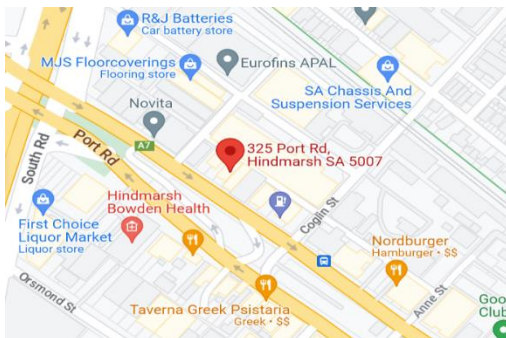 R&J Batteries
Car battery store
MJS Floorcoverings
Flooring store
Eurofins APAL
SA Chassis And
Suspension Services
Novita
A7
Port Rd
South Rd
325 Port Rd,
Hindmarsh SA 5007
Hindmarsh
Bowden Health
First Choice
Liquor Market
Liquor store
Coglin St
Nordburger
Hamburger • $$
Orsmond St
Taverna Greek Psistaria
Greek • $$
Anne St
Goo
Club